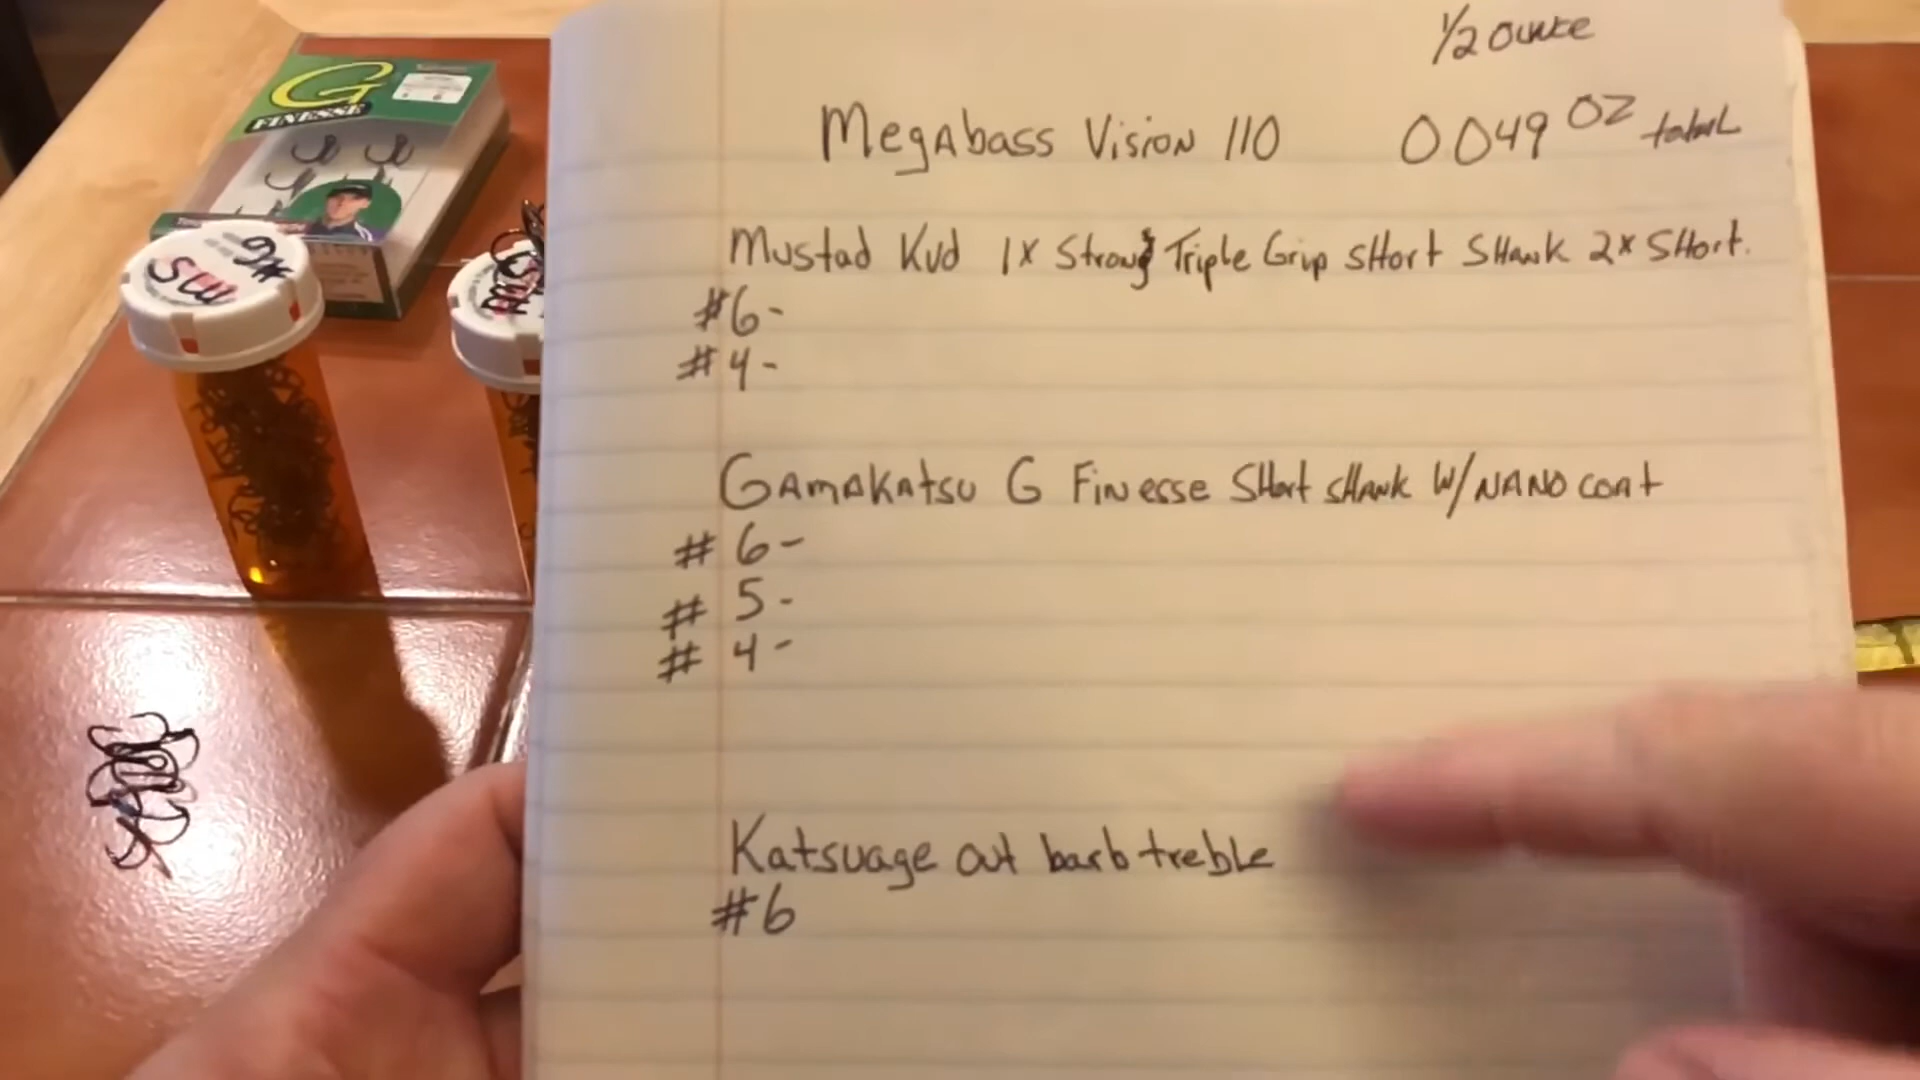 1/2 OUNCE
MegAbass Vision 110 0.049 OZ total
Mustad KVD 1X Strong Triple Grip SHort SHank 2X SHort.
#6-
#4-
GAmAKAtsu G Finesse SHort sHAnk W/NANO coAt
# 6-
# 5-
# 4-
Katsuage out barb treble
#6
G
FINESSE
#6